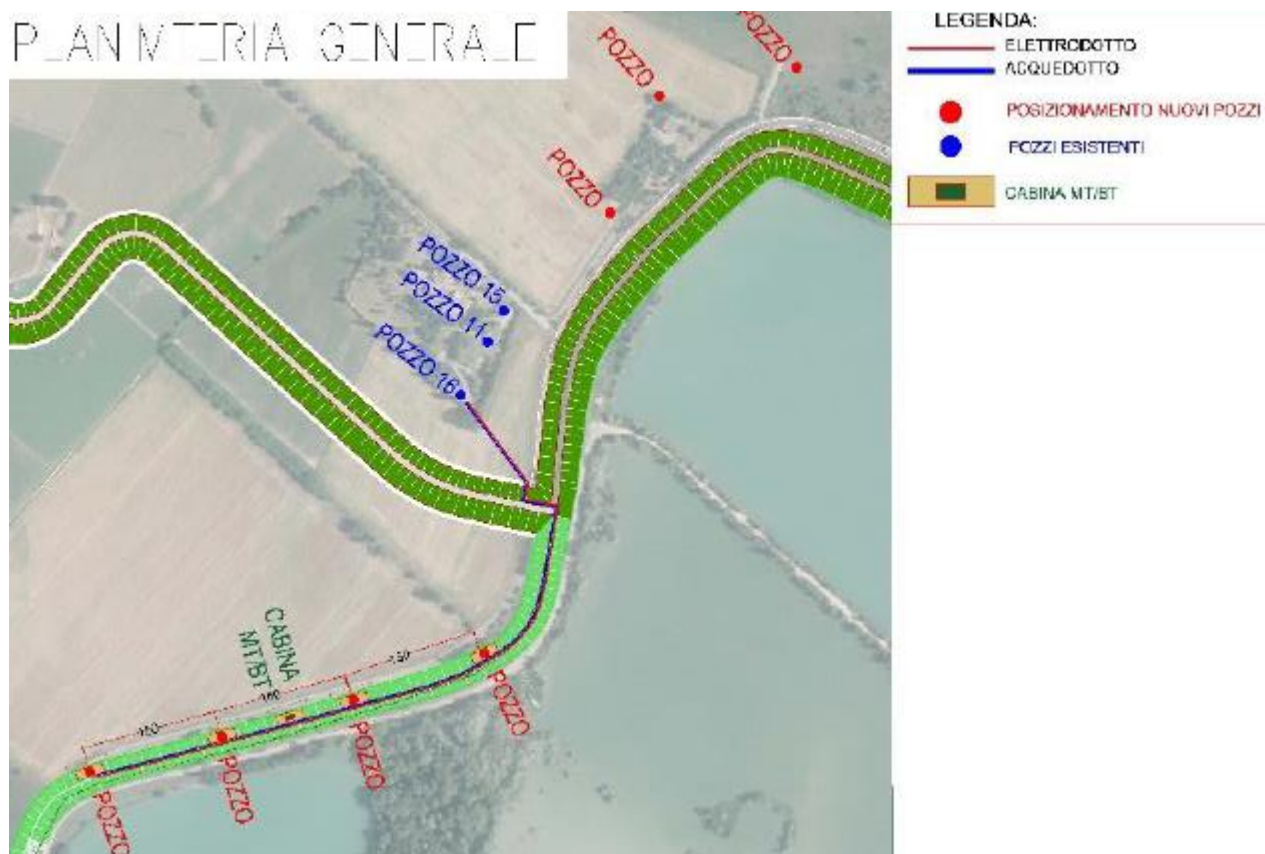 PLANIMTERIA GENERALE
LEGENDA:
ELETTRODOTTO
ACQUEDOTTO
POSIZIONAMENTO NUOVI POZZI
POZZI ESISTENTI
CABINA MT/BT
POZZO
POZZO
POZZO
POZZO 15
POZZO 11
POZZO 16
CABINA
MT/BT
POZZO
POZZO
POZZO
POZZO